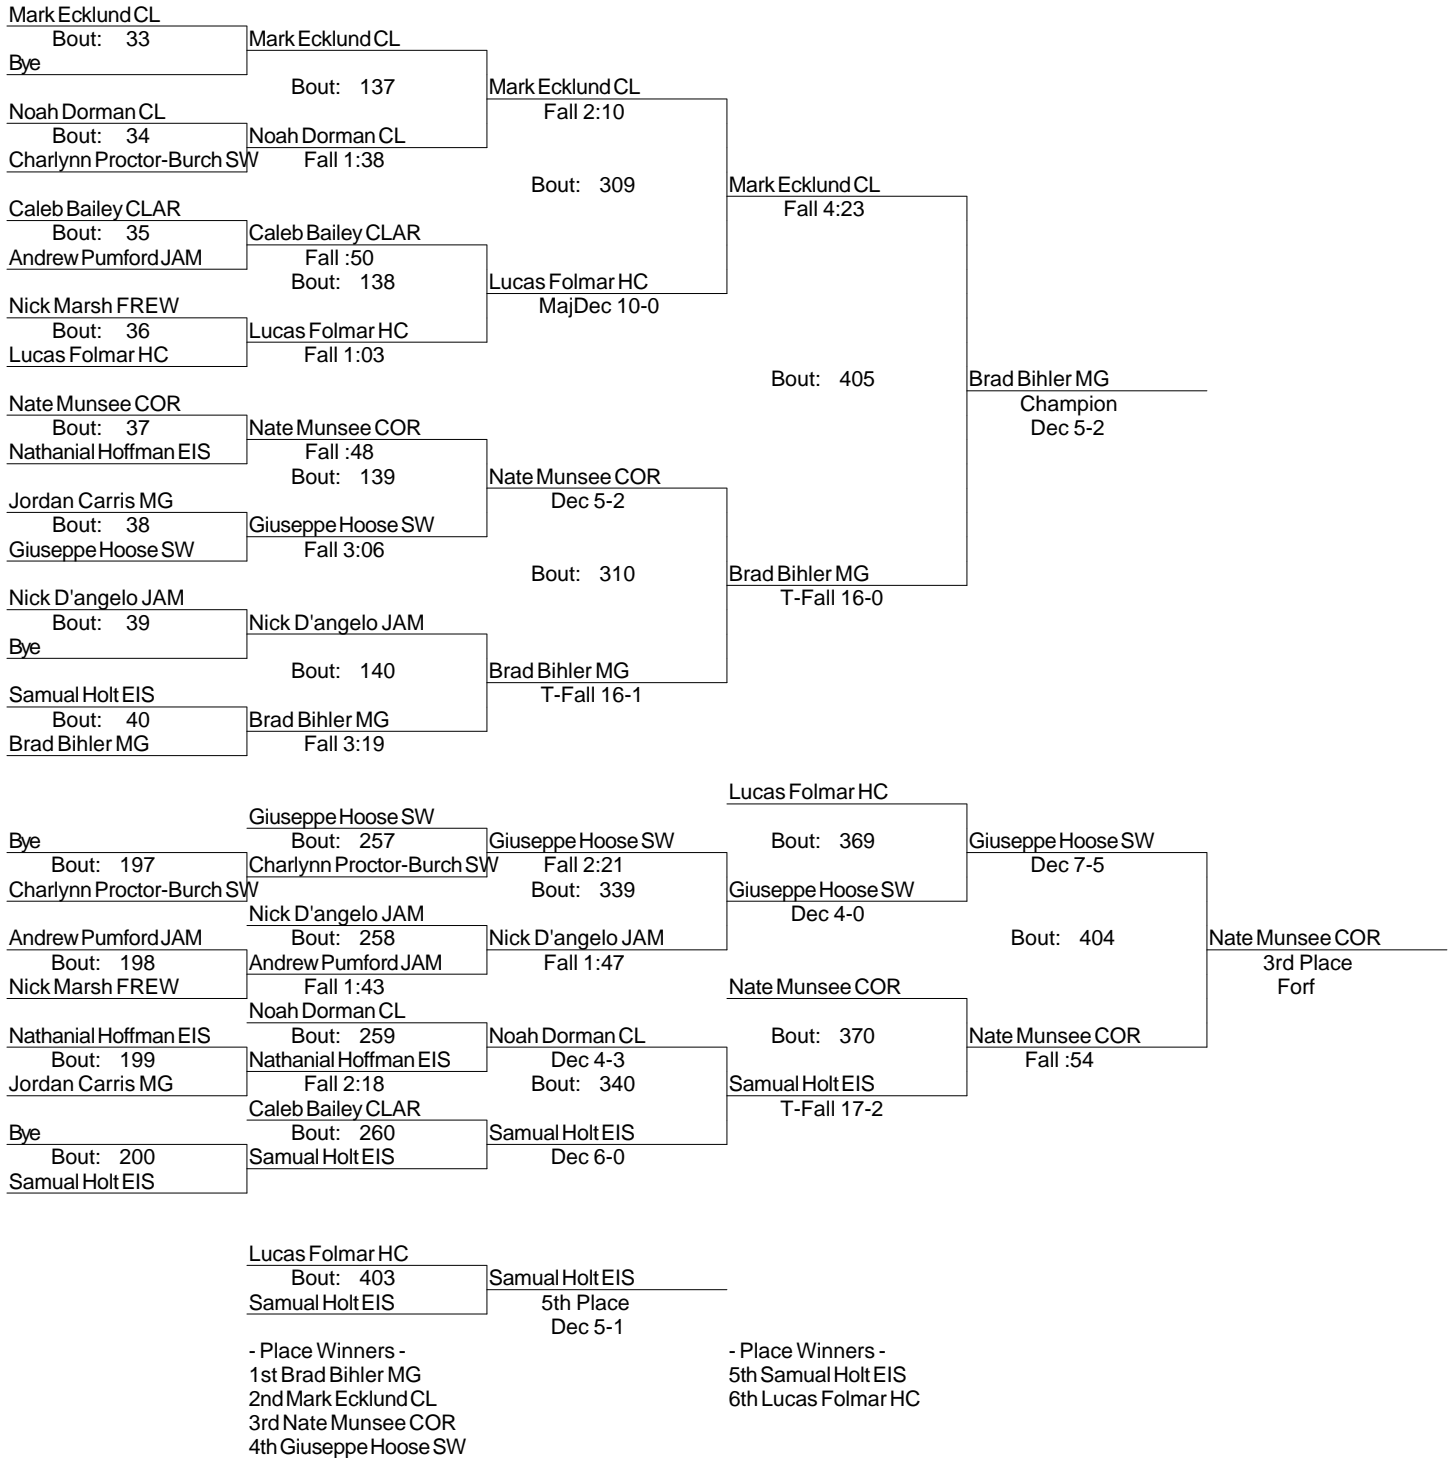 Mark Ecklund CL
Bout: 33
Mark Ecklund CL
Bye
Bout: 137
Mark Ecklund CL
Noah Dorman CL
Fall 2:10
Bout: 34
Noah Dorman CL
Charlynn Proctor-Burch SW
Fall 1:38
Bout: 309
Mark Ecklund CL
Caleb Bailey CLAR
Fall 4:23
Bout: 35
Caleb Bailey CLAR
Andrew Pumford JAM
Fall :50
Bout: 138
Lucas Folmar HC
Nick Marsh FREW
MajDec 10-0
Bout: 36
Lucas Folmar HC
Lucas Folmar HC
Fall 1:03
Bout: 405
Brad Bihler MG
Nate Munsee COR
Champion
Bout: 37
Nate Munsee COR
Dec 5-2
Nathanial Hoffman EIS
Fall :48
Bout: 139
Nate Munsee COR
Jordan Carris MG
Dec 5-2
Bout: 38
Giuseppe Hoose SW
Giuseppe Hoose SW
Fall 3:06
Bout: 310
Brad Bihler MG
Nick D'angelo JAM
T-Fall 16-0
Bout: 39
Nick D'angelo JAM
Bye
Bout: 140
Brad Bihler MG
Samual Holt EIS
T-Fall 16-1
Bout: 40
Brad Bihler MG
Brad Bihler MG
Fall 3:19
Lucas Folmar HC
Giuseppe Hoose SW
Bye
Bout: 257
Giuseppe Hoose SW
Bout: 369
Giuseppe Hoose SW
Bout: 197
Charlynn Proctor-Burch SW
Fall 2:21
Dec 7-5
Charlynn Proctor-Burch SW
Bout: 339
Giuseppe Hoose SW
Nick D'angelo JAM
Dec 4-0
Andrew Pumford JAM
Bout: 258
Nick D'angelo JAM
Bout: 404
Nate Munsee COR
Bout: 198
Andrew Pumford JAM
Fall 1:47
3rd Place
Nick Marsh FREW
Fall 1:43
Nate Munsee COR
Forf
Noah Dorman CL
Nathanial Hoffman EIS
Bout: 259
Noah Dorman CL
Bout: 370
Nate Munsee COR
Bout: 199
Nathanial Hoffman EIS
Dec 4-3
Fall :54
Jordan Carris MG
Fall 2:18
Bout: 340
Samual Holt EIS
Caleb Bailey CLAR
T-Fall 17-2
Bye
Bout: 260
Samual Holt EIS
Bout: 200
Samual Holt EIS
Dec 6-0
Samual Holt EIS
Lucas Folmar HC
Bout: 403
Samual Holt EIS
Samual Holt EIS
5th Place
Dec 5-1
- Place Winners -
1st Brad Bihler MG
2nd Mark Ecklund CL
3rd Nate Munsee COR
4th Giuseppe Hoose SW
- Place Winners -
5th Samual Holt EIS
6th Lucas Folmar HC